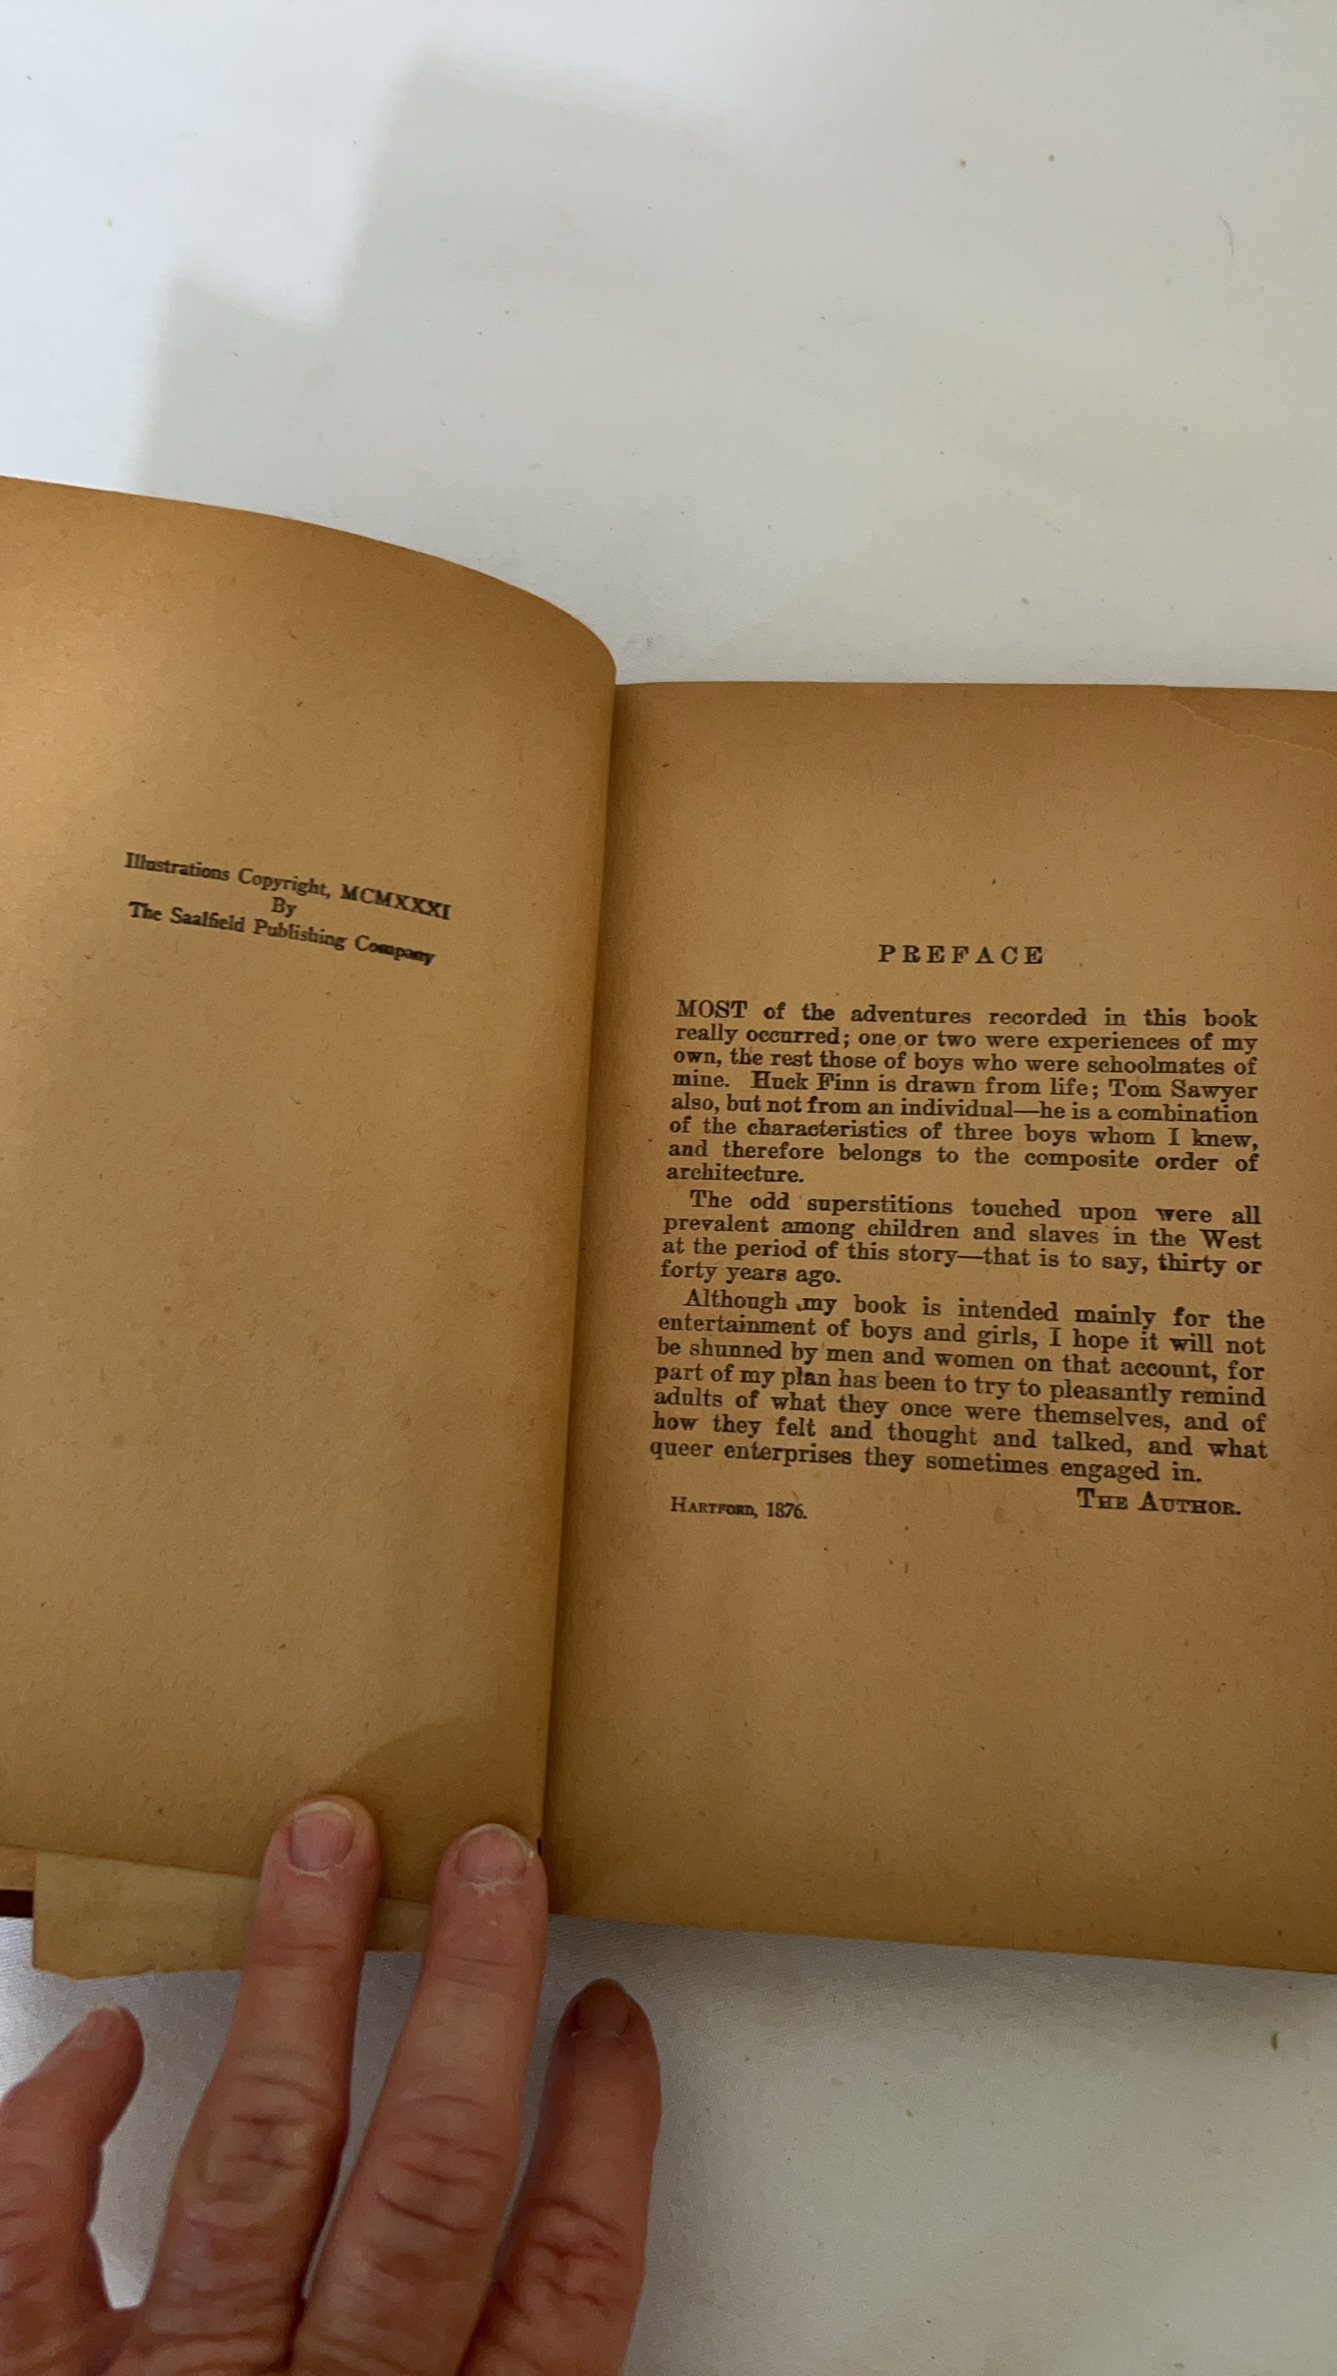 Illustrations Copyright, MCMXXXI
By
The Saalfield Publishing Company
PREFACE
MOST of the adventures recorded in this book
really occurred; one or two were experiences of my
own, the rest those of boys who were schoolmates of
mine. Huck Finn is drawn from life; Tom Sawyer
also, but not from an individual—he is a combination
of the characteristics of three boys whom I knew,
and therefore belongs to the composite order of
architecture.
The odd superstitions touched upon were all
prevalent among children and slaves in the West
at the period of this story—that is to say, thirty or
forty years ago.
Although my book is intended mainly for the
entertainment of boys and girls, I hope it will not
be shunned by men and women on that account, for
part of my plan has been to try to pleasantly remind
adults of what they once were themselves, and of
how they felt and thought and talked, and what
queer enterprises they sometimes engaged in.
THE AUTHOR.
HARTFORD, 1876.